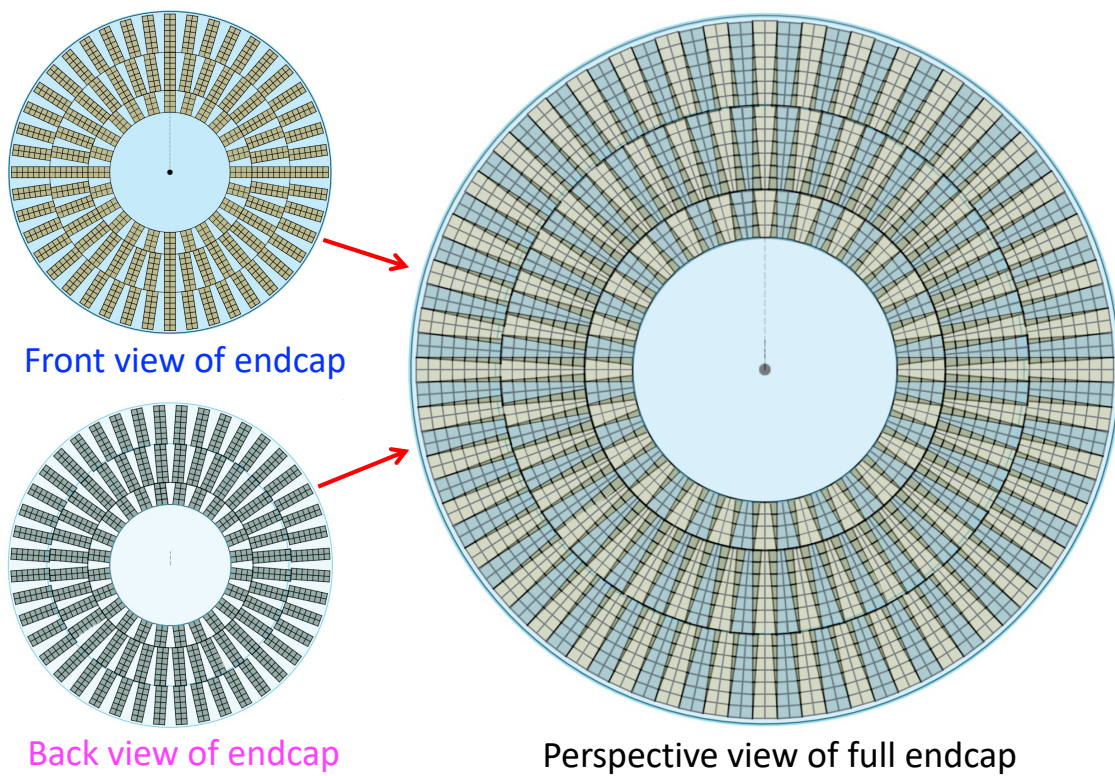 Front view of endcap
Back view of endcap
Perspective view of full endcap